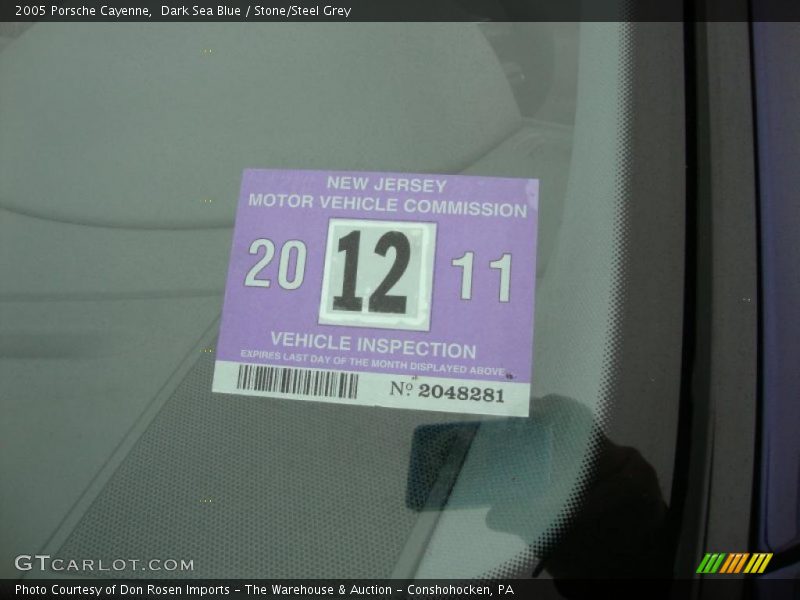 2005 Porsche Cayenne,  Dark Sea Blue / Stone/Steel Grey
NEW JERSEY
MOTOR VEHICLE COMMISSION
20 12 11
VEHICLE INSPECTION
EXPIRES LAST DAY OF THE MONTH DISPLAYED ABOVE
Nº 2048281
GTCARLOT.COM
Photo Courtesy of Don Rosen Imports – The Warehouse & Auction – Conshohocken, PA